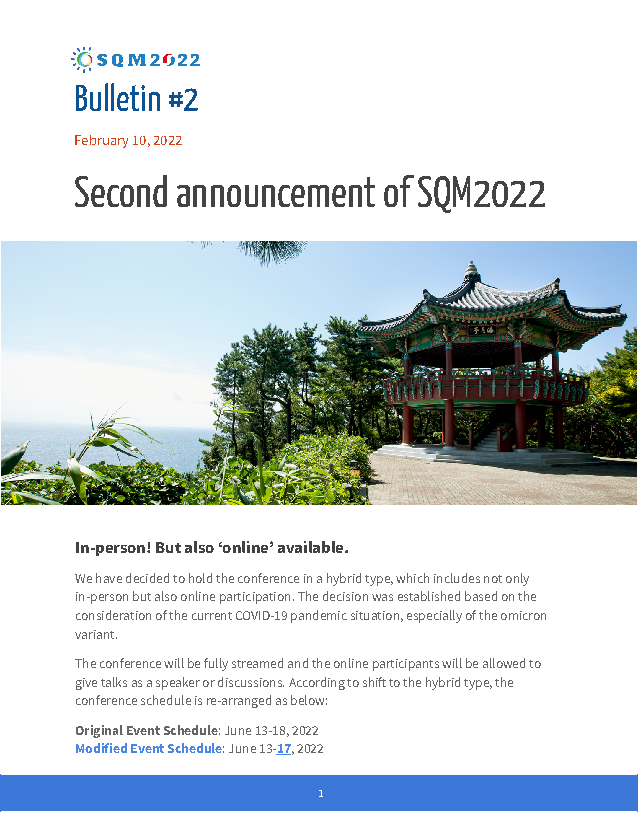 SQM2022
Bulletin #2
February 10, 2022
Second announcement of SQM2022
In-person! But also ‘online’ available.
We have decided to hold the conference in a hybrid type, which includes not only
in-person but also online participation. The decision was established based on the
consideration of the current COVID-19 pandemic situation, especially of the omicron
variant.
The conference will be fully streamed and the online participants will be allowed to
give talks as a speaker or discussions. According to shift to the hybrid type, the
conference schedule is re-arranged as below:
Original Event Schedule: June 13-18, 2022
Modified Event Schedule: June 13-17, 2022
1